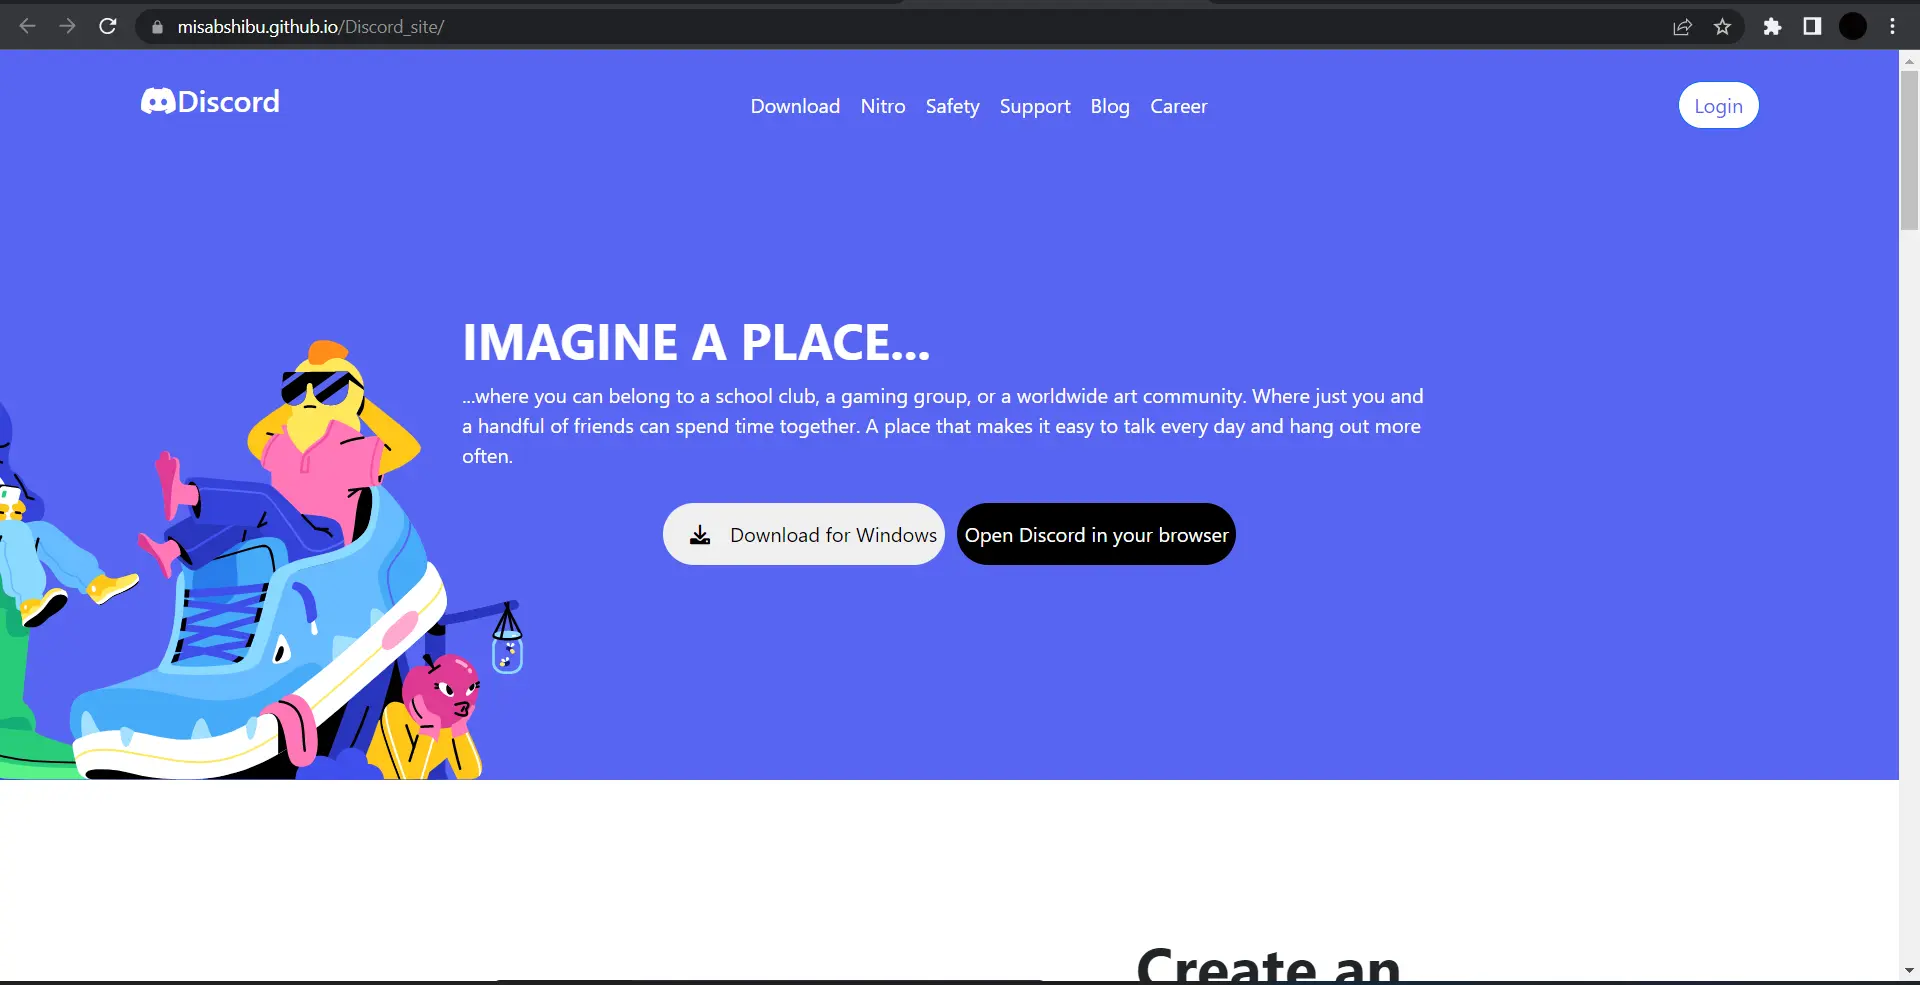 misabshibu.github.io/Discord_site/
Discord
Download Nitro Safety Support Blog Career
Login
IMAGINE A PLACE...
...where you can belong to a school club, a gaming group, or a worldwide art community. Where just you and
a handful of friends can spend time together. A place that makes it easy to talk every day and hang out more
often.
Download for Windows
Open Discord in your browser
Create an